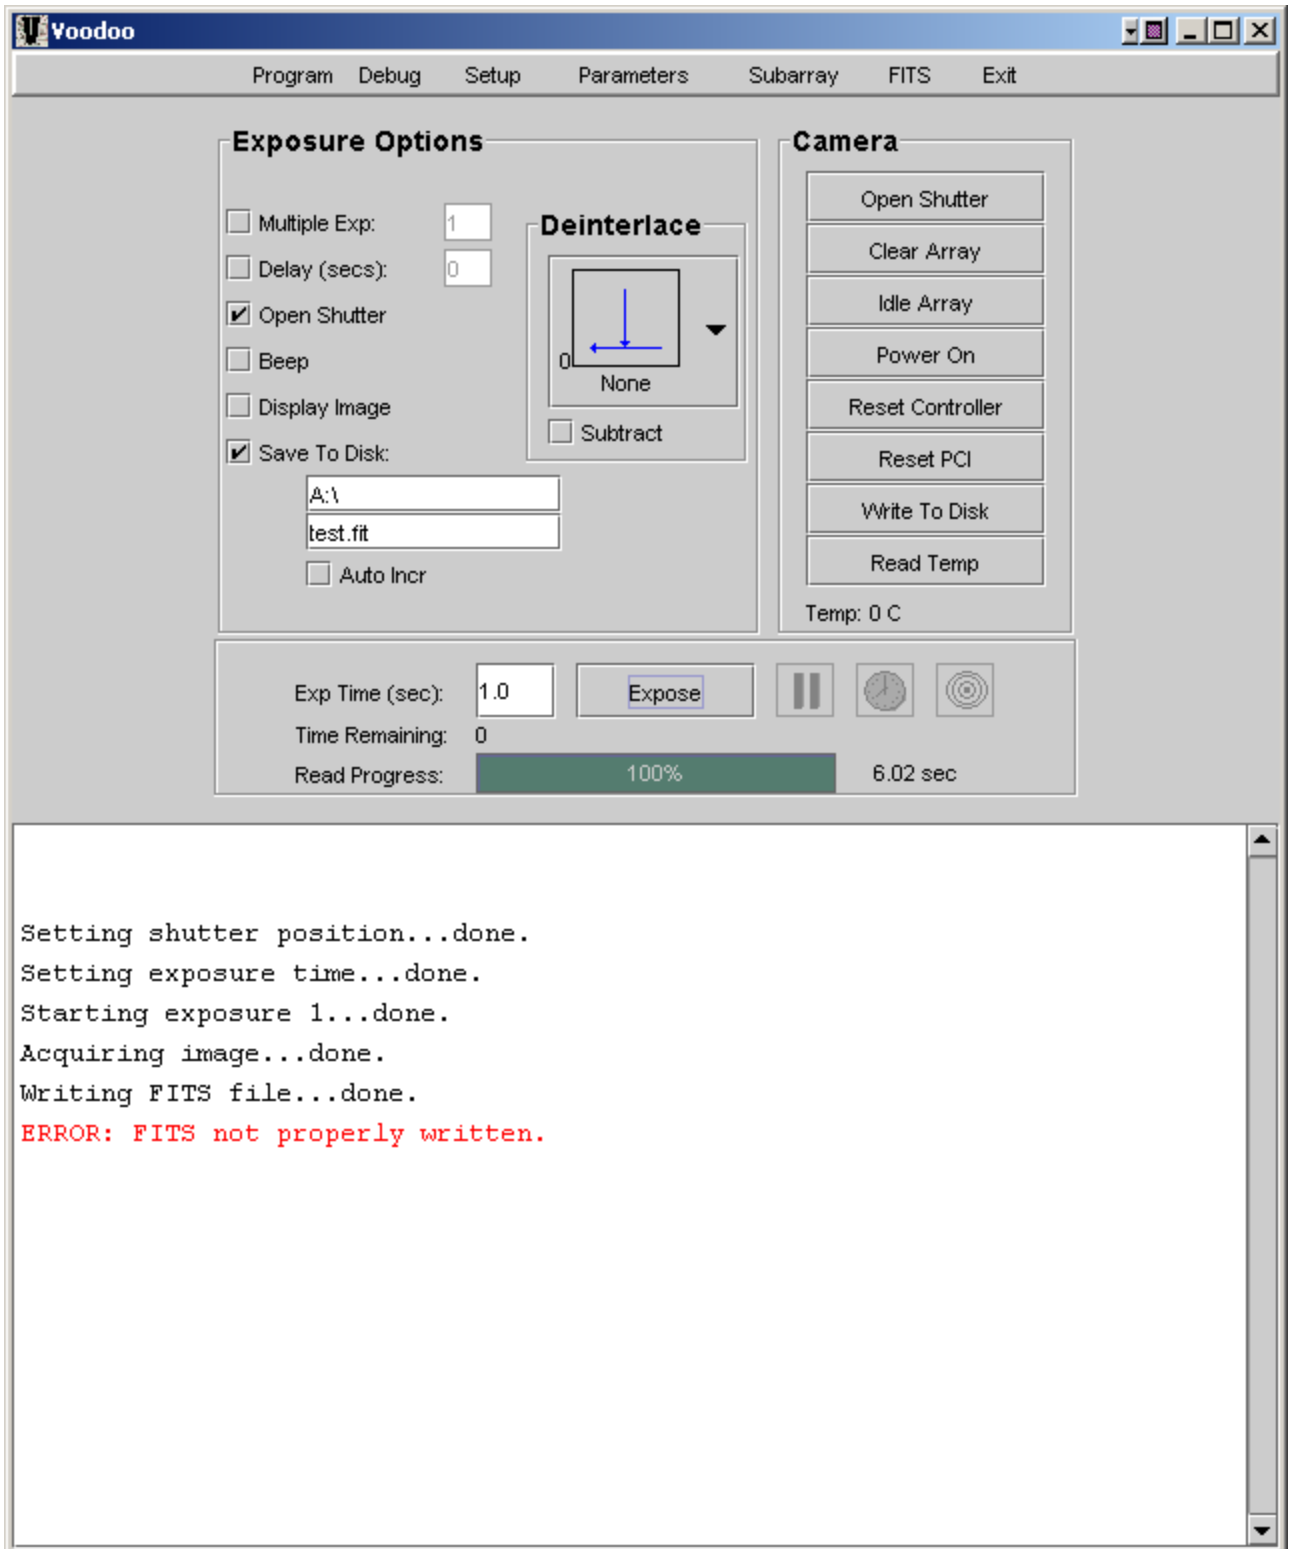 Voodoo
Program Debug Setup Parameters Subarray FITS Exit
Exposure Options
Multiple Exp: 1
Delay (secs): 0
Open Shutter
Beep
Display Image
Save To Disk:
A:\
test.fit
Auto Incr
Deinterlace
0
None
Subtract
Camera
Open Shutter
Clear Array
Idle Array
Power On
Reset Controller
Reset PCI
Write To Disk
Read Temp
Temp: 0 C
Exp Time (sec): 1.0 Expose
Time Remaining: 0
Read Progress: 100% 6.02 sec
Setting shutter position...done.
Setting exposure time...done.
Starting exposure 1...done.
Acquiring image...done.
Writing FITS file...done.
ERROR: FITS not properly written.